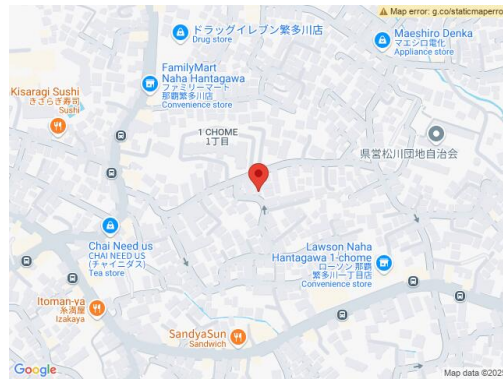 Map error: g.co/staticmaperro
ドラッグイレブン繁多川店
Drug store
Maeshiro Denka
マエシロ電化
Appliance store
FamilyMart
Naha Hantagawa
ファミリーマート
那覇繁多川店
Convenience store
Kisaragi Sushi
きさらぎ寿司
Sushi
1 CHOME
1丁目
県営松川団地自治会
Chai Need us
CHAI NEED US
(チャイニダス)
Tea store
Lawson Naha
Hantagawa 1-chome
ローソン 那覇
繁多川一丁目店
Convenience store
Itoman-ya
糸満屋
Izakaya
SandyaSun
Sandwich
Google
Map data ©2025